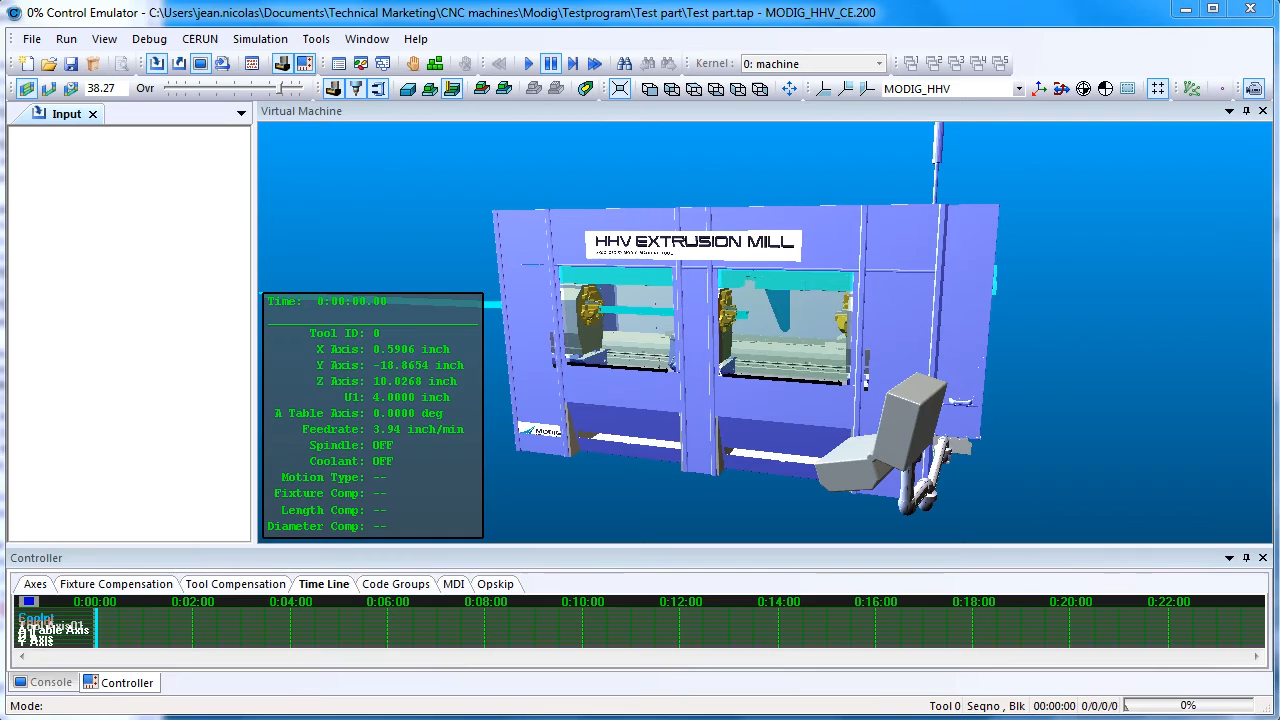 0% Control Emulator - C:\Users\jean.nicolas\Documents\Technical Marketing\CNC machines\Modig\Testprogram\Test part\Test part.tap - MODIG_HHV_CE.200
File Run View Debug CERUN Simulation Tools Window Help
Kernel : 0: machine
38.27 Ovr MODIG_HHV
Input
Virtual Machine
HHV EXTRUSION MILL
MODIG
Time: 0:00:00.00
Tool ID: 0
X Axis: 0.5906 inch
Y Axis: -18.8654 inch
Z Axis: 10.0268 inch
U1: 4.0000 inch
A Table Axis: 0.0000 deg
Feedrate: 3.94 inch/min
Spindle: OFF
Coolant: OFF
Motion Type: --
Fixture Comp: --
Length Comp: --
Diameter Comp: --
Controller
Axes Fixture Compensation Tool Compensation Time Line Code Groups MDI Opskip
0:00:00 0:02:00 0:04:00 0:06:00 0:08:00 0:10:00 0:12:00 0:14:00 0:16:00 0:18:00 0:20:00 0:22:00
A Table Axis
Y Axis
Console Controller
Mode: Tool 0 Seqno , Blk 00:00:00 0/0/0/0 0%